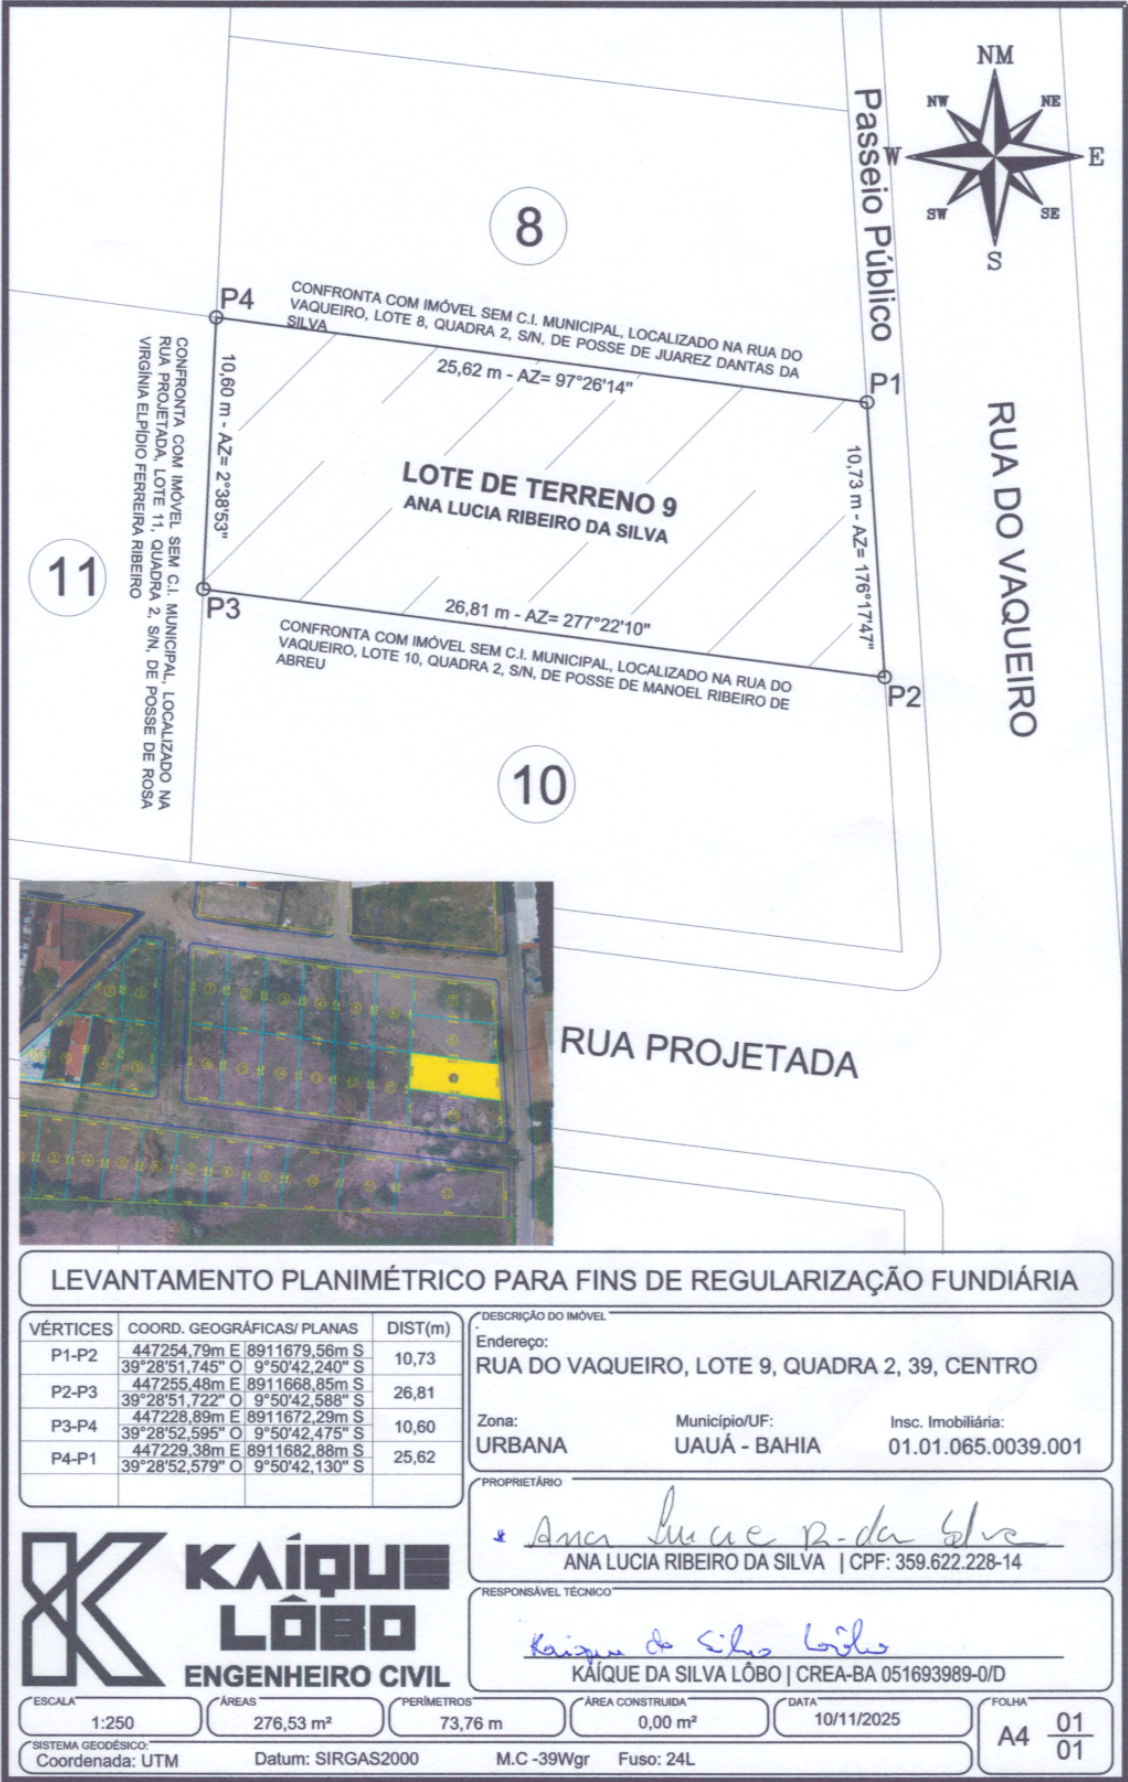 NM
NW
NE
W
E
SW
SE
S
Passeio Público
8
P4
CONFRONTA COM IMÓVEL SEM C.I. MUNICIPAL, LOCALIZADO NA RUA DO
VAQUEIRO, LOTE 8, QUADRA 2, S/N, DE POSSE DE JUAREZ DANTAS DA
SILVA
25,62 m - AZ= 97°26'14"
P1
10,60 m - AZ= 2°38'53"
CONFRONTA COM IMÓVEL SEM C.I. MUNICIPAL, LOCALIZADO NA
RUA PROJETADA, LOTE 11, QUADRA 2, S/N, DE POSSE DE ROSA
VIRGÍNIA ELPÍDIO FERREIRA RIBEIRO
LOTE DE TERRENO 9
ANA LUCIA RIBEIRO DA SILVA
10,73 m - AZ= 176°17'47"
RUA DO VAQUEIRO
11
P3
26,81 m - AZ= 277°22'10"
CONFRONTA COM IMÓVEL SEM C.I. MUNICIPAL, LOCALIZADO NA RUA DO
VAQUEIRO, LOTE 10, QUADRA 2, S/N, DE POSSE DE MANOEL RIBEIRO DE
ABREU
P2
10
RUA PROJETADA
LEVANTAMENTO PLANIMÉTRICO PARA FINS DE REGULARIZAÇÃO FUNDIÁRIA
VÉRTICES COORD. GEOGRÁFICAS/ PLANAS DIST(m)
P1-P2 447254,79m E 8911679,56m S 10,73
39°28'51,745" O 9°50'42,240" S
P2-P3 447255,48m E 8911668,85m S 26,81
39°28'51,722" O 9°50'42,588" S
P3-P4 447228,89m E 8911672,29m S 10,60
39°28'52,595" O 9°50'42,475" S
P4-P1 447229,38m E 8911682,88m S 25,62
39°28'52,579" O 9°50'42,130" S
DESCRIÇÃO DO IMÓVEL
Endereço:
RUA DO VAQUEIRO, LOTE 9, QUADRA 2, 39, CENTRO
Zona: Município/UF: Insc. Imobiliária:
URBANA UAUÁ - BAHIA 01.01.065.0039.001
PROPRIETÁRIO
Ana Lucia R. da Silva
ANA LUCIA RIBEIRO DA SILVA | CPF: 359.622.228-14
RESPONSÁVEL TÉCNICO
Kaíque da Silva Lôbo
KAÍQUE DA SILVA LÔBO | CREA-BA 051693989-0/D
KAÍQUE
LÔBO
ENGENHEIRO CIVIL
ESCALA ÁREAS PERÍMETROS ÁREA CONSTRUIDA DATA FOLHA
1:250 276,53 m² 73,76 m 0,00 m² 10/11/2025 A4 01
01
SISTEMA GEODÉSICO:
Coordenada: UTM Datum: SIRGAS2000 M.C -39Wgr Fuso: 24L